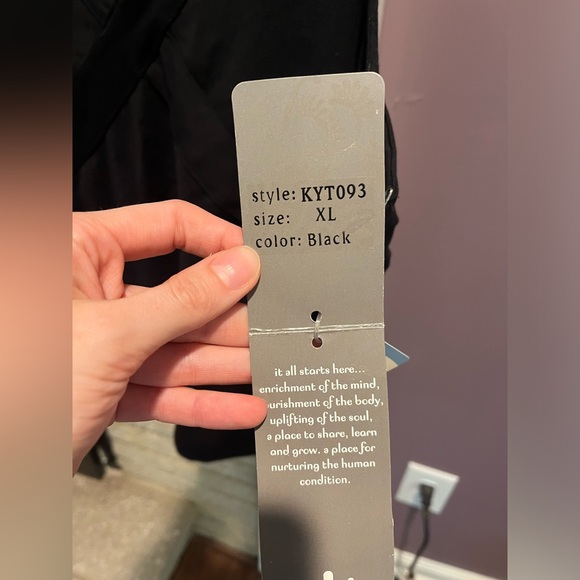 style: KYT093
size: XL
color: Black
it all starts here...
enrichment of the mind,
of the body,
uplifting of the soul,
a place to share, learn
and grow. a place for
nurturing the human
condition.